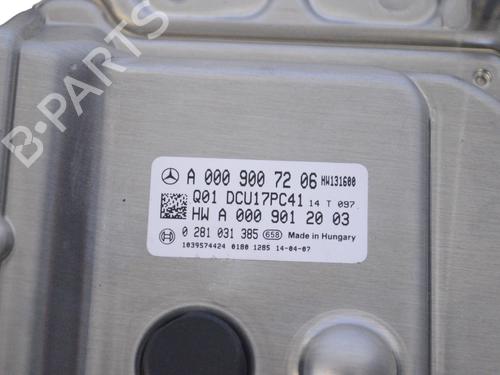 B-PARTS
A 000 900 72 06 HW131600
Q01 DCU17PC41 14 T 097
HW A 000 901 20 03
0 281 031 385 658 Made in Hungary
1039S74424 0180 1285 14-04-07